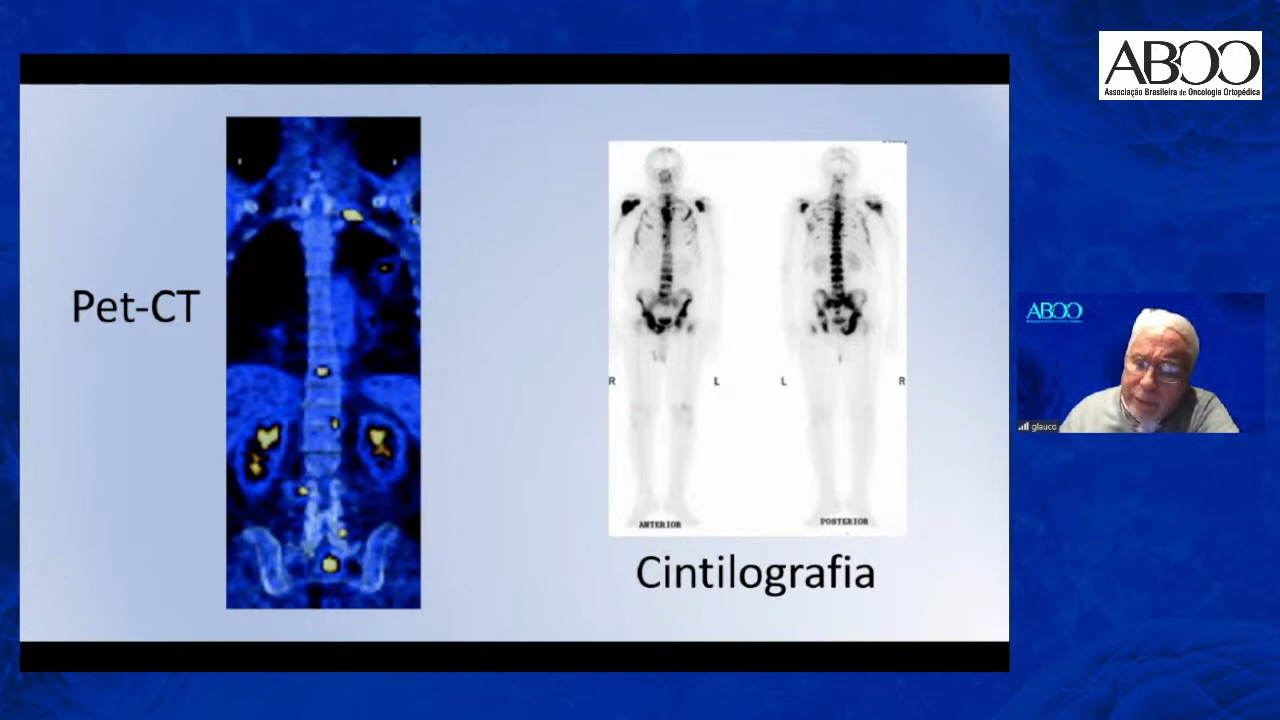 ABOO
Associação Brasileira de Oncologia Ortopédica
Pet-CT
R
L
L
R
ANTERIOR
POSTERIOR
Cintilografia
ABOO
glauco